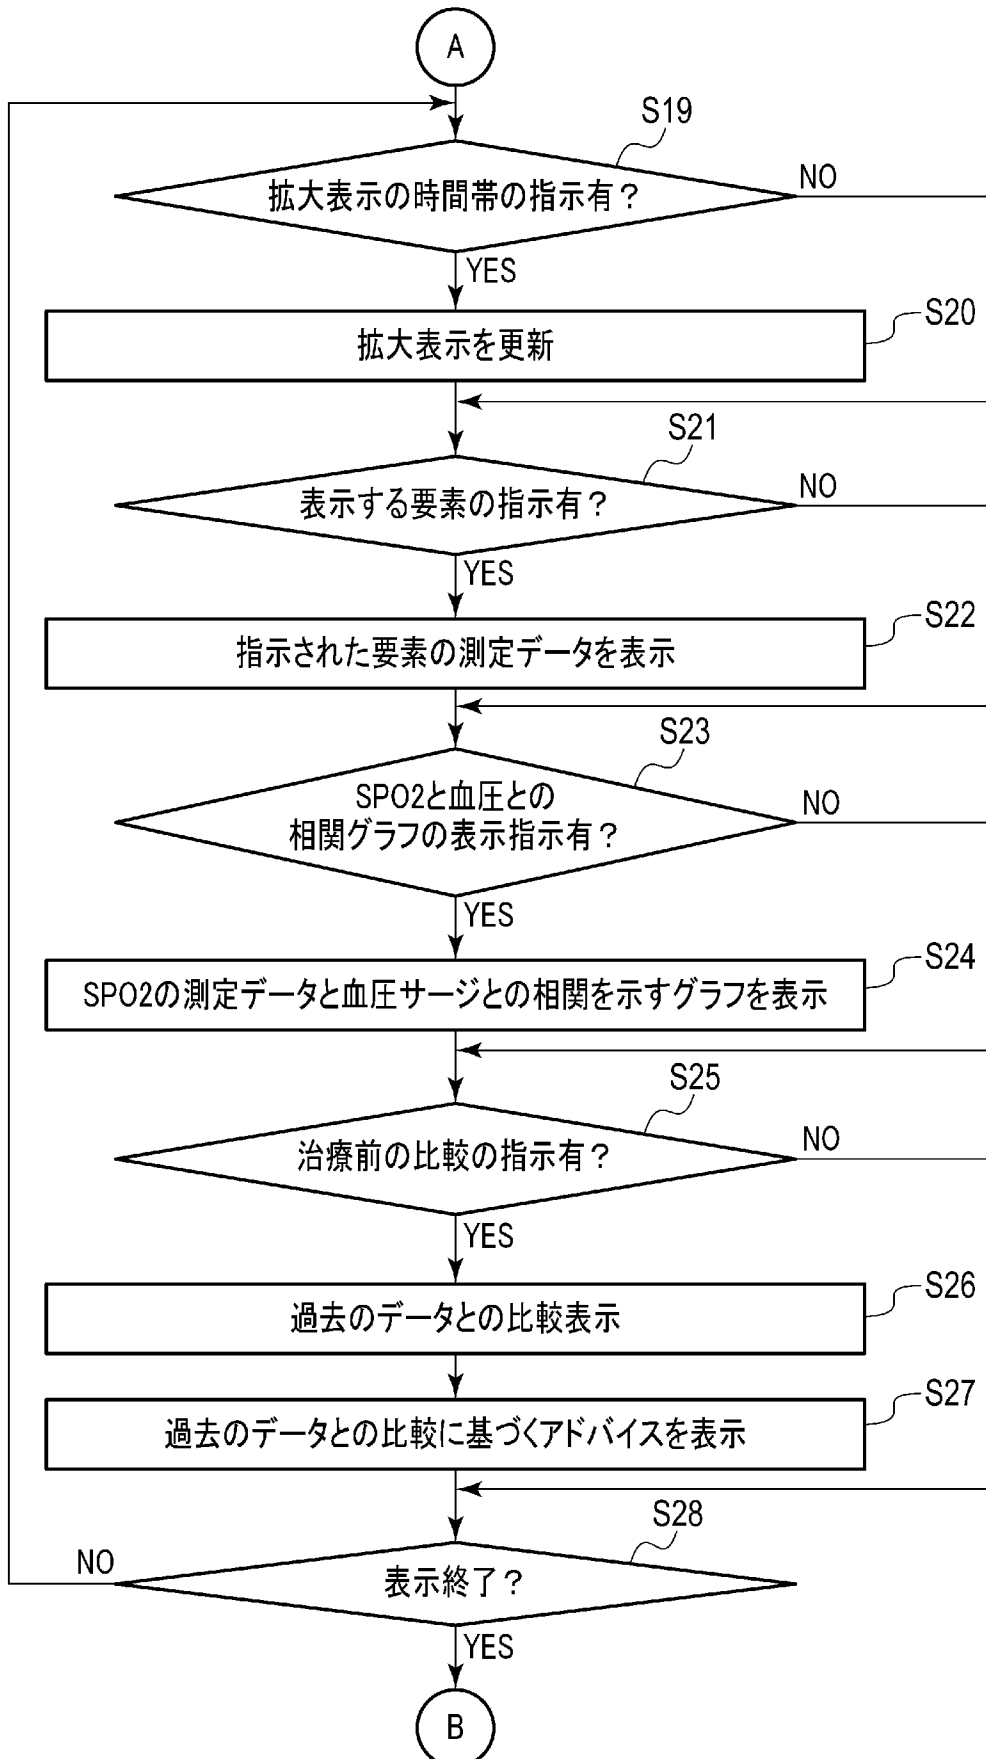 A
S19
拡大表示の時間帯の指示有？
NO
YES
S20
拡大表示を更新
S21
表示する要素の指示有？
NO
YES
S22
指示された要素の測定データを表示
S23
SPO2と血圧との
相関グラフの表示指示有？
NO
YES
S24
SPO2の測定データと血圧サージとの相関を示すグラフを表示
S25
治療前の比較の指示有？
NO
YES
S26
過去のデータとの比較表示
S27
過去のデータとの比較に基づくアドバイスを表示
S28
表示終了？
NO
YES
B